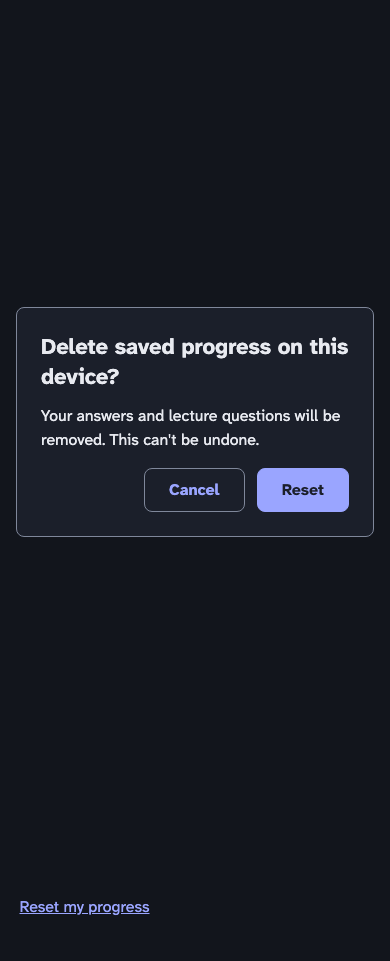 Delete saved progress on this
device?
Your answers and lecture questions will be
removed. This can't be undone.
Cancel
Reset
Reset my progress